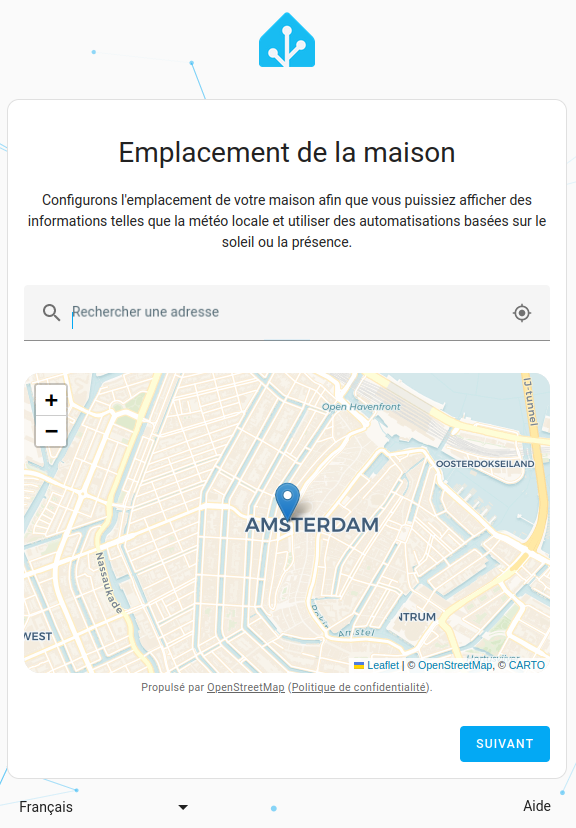 Emplacement de la maison
Configurons l'emplacement de votre maison afin que vous puissiez afficher des
informations telles que la météo locale et utiliser des automatisations basées sur le
soleil ou la présence.
Rechercher une adresse
+
−
Open Havenfront
IJ-tunnel
OOSTERDOKSEILAND
AMSTERDAM
Nassaukade
NTRUM
Amstel
WEST
Leaflet | © OpenStreetMap, © CARTO
Propulsé par OpenStreetMap (Politique de confidentialité).
SUIVANT
Français
Aide